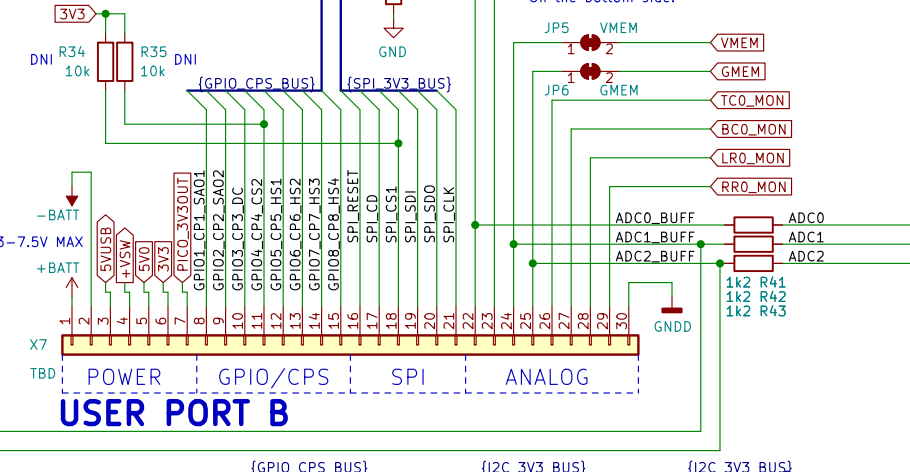 on the bottom side.
3V3
JP5 VMEM
1 2
VMEM
GND
DNI R34 10k
R35 10k DNI
{GPIO_CPS_BUS}
{SPI_3V3_BUS}
1 2
GMEM
JP6 GMEM
TC0_MON
BC0_MON
LR0_MON
RR0_MON
-BATT
3-7.5V MAX
+BATT
5VUSB
+VSW
5V0
3V3
PICO_3V3OUT
GPIO1_CP1_SAO1
GPIO2_CP2_SAO2
GPIO3_CP3_DC
GPIO4_CP4_CS2
GPIO5_CP5_HS1
GPIO6_CP6_HS2
GPIO7_CP7_HS3
GPIO8_CP8_HS4
SPI_RESET
SPI_CD
SPI_CS1
SPI_SDI
SPI_SDO
SPI_CLK
ADC0_BUFF ADC0
ADC1_BUFF ADC1
ADC2_BUFF ADC2
1k2 R41
1k2 R42
1k2 R43
GNDD
1 2 3 4 5 6 7 8 9 10 11 12 13 14 15 16 17 18 19 20 21 22 23 24 25 26 27 28 29 30
X7
TBD
POWER GPIO/CPS SPI ANALOG
USER PORT B
{GPIO_CPS_BUS} {I2C_3V3_BUS} {I2C_3V3_BUS}